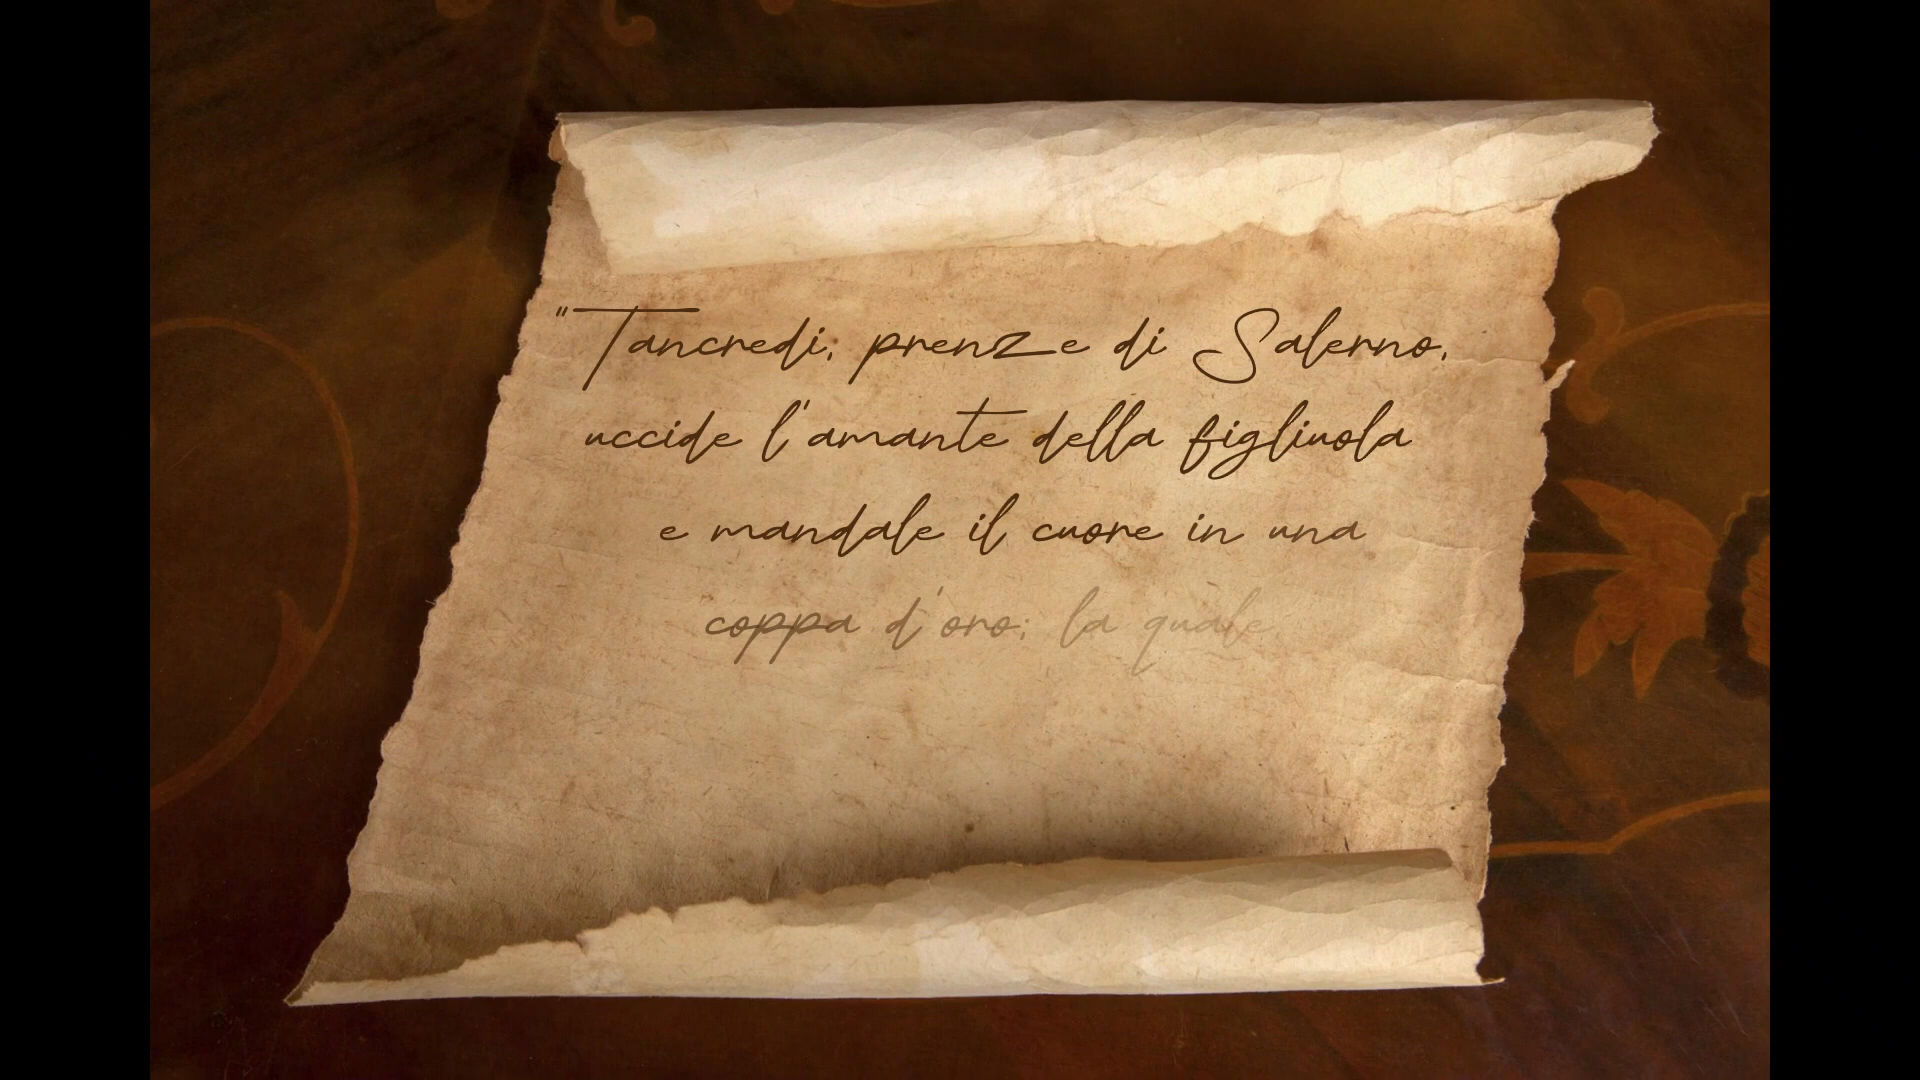 "Tancredi, prenze di Salerno,
uccide l'amante della figliuola
e mandale il cuore in una
coppa d'oro; la quale